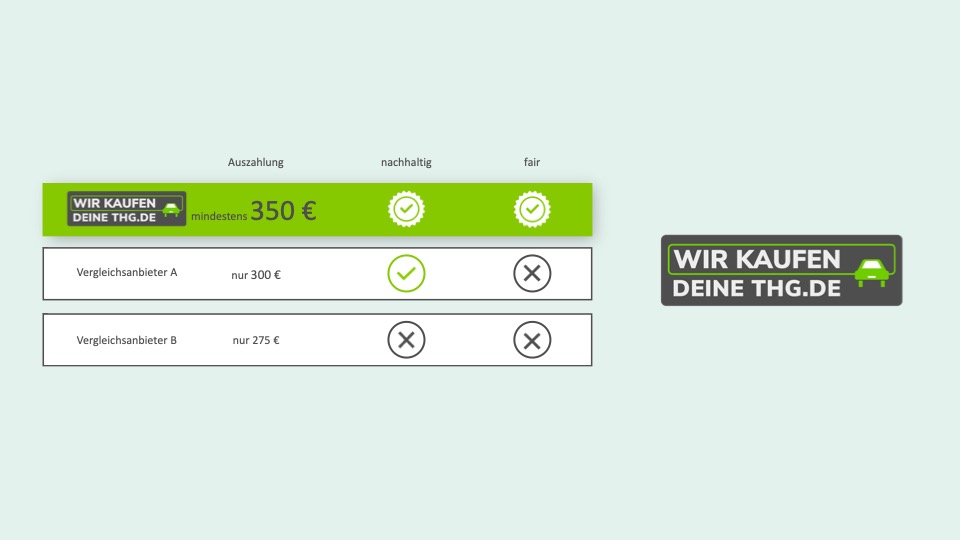 Auszahlung nachhaltig fair
WIR KAUFEN
DEINE THG.DE
mindestens 350 €
Vergleichsanbieter A nur 300 €
Vergleichsanbieter B nur 275 €
WIR KAUFEN
DEINE THG.DE